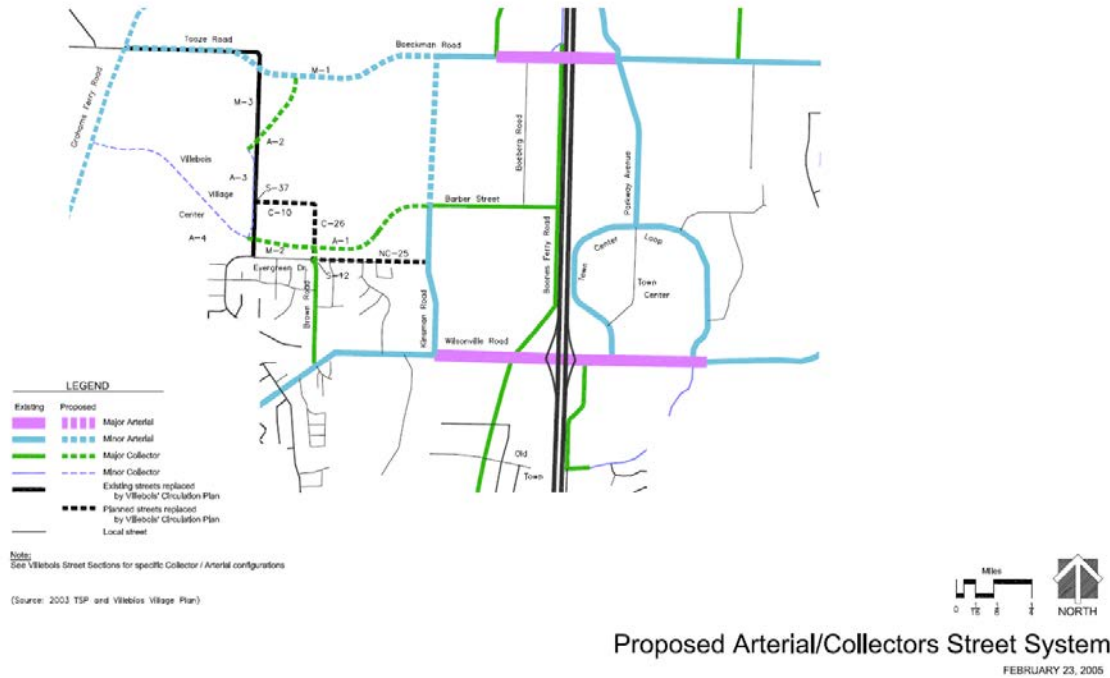 Tooze Road
Boeckman Road
M-1
Grahams Ferry Road
M-3
A-2
Villebois
Village
Center
A-3
A-4
S-37
C-10
C-26
A-1
M-2
NC-25
Evergreen Dr.
S-12
Brown Road
Kinsman Road
Barber Street
Boeberg Road
Boones Ferry Road
Parkway Avenue
Town
Center
Loop
Town
Center
Wilsonville Road
Old
Town
LEGEND
Existing Proposed
Major Arterial
Minor Arterial
Major Collector
Minor Collector
Existing streets replaced
by Villebois' Circulation Plan
Planned streets replaced
by Villebois' Circulation Plan
Local street
Note:
See Villebois Street Sections for specific Collector / Arterial configurations
(Source: 2003 TSP and Villebios Village Plan)
Miles
0
NORTH
Proposed Arterial/Collectors Street System
FEBRUARY 23, 2005